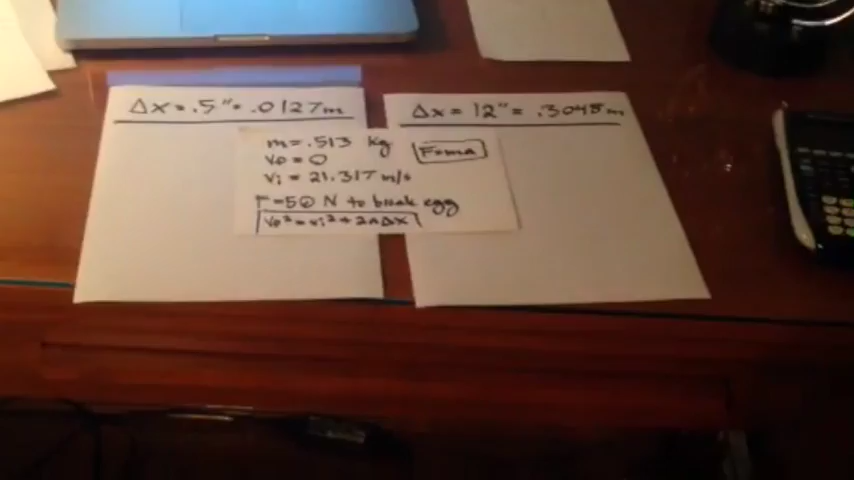 Δx = .5" = .0127m
Δx = 12" = .3048m
m = .513 kg
F=ma
Vo = 0
Vi = 21.317 m/s
F = 50 N to break egg
Vo² = Vi² + 2aΔx